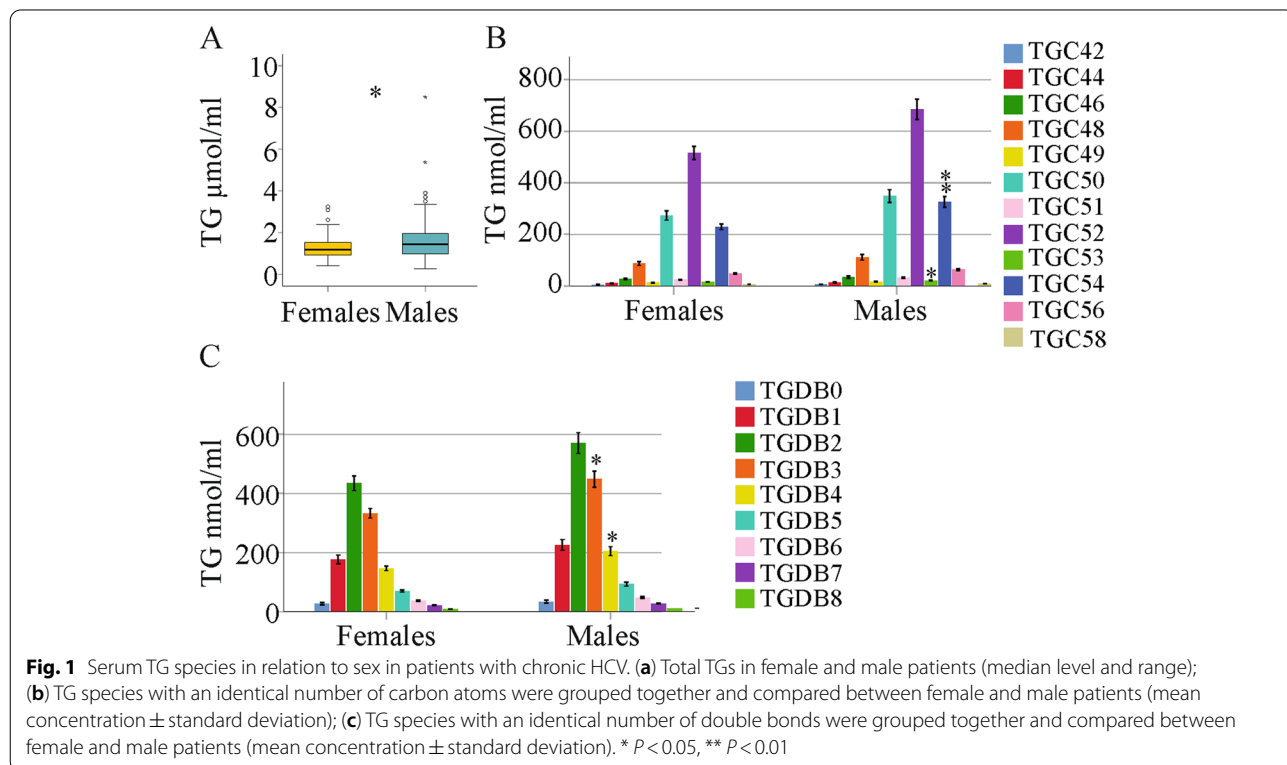 A
TG µmol/ml
10
8
6
4
2
0
*
Females Males
B
TG nmol/ml
800
600
400
200
0
**
*
Females Males
TGC42
TGC44
TGC46
TGC48
TGC49
TGC50
TGC51
TGC52
TGC53
TGC54
TGC56
TGC58
C
TG nmol/ml
600
400
200
0
*
*
Females Males
TGDB0
TGDB1
TGDB2
TGDB3
TGDB4
TGDB5
TGDB6
TGDB7
TGDB8
Fig. 1 Serum TG species in relation to sex in patients with chronic HCV. (a) Total TGs in female and male patients (median level and range);
(b) TG species with an identical number of carbon atoms were grouped together and compared between female and male patients (mean
concentration ± standard deviation); (c) TG species with an identical number of double bonds were grouped together and compared between
female and male patients (mean concentration ± standard deviation). * P < 0.05, ** P < 0.01